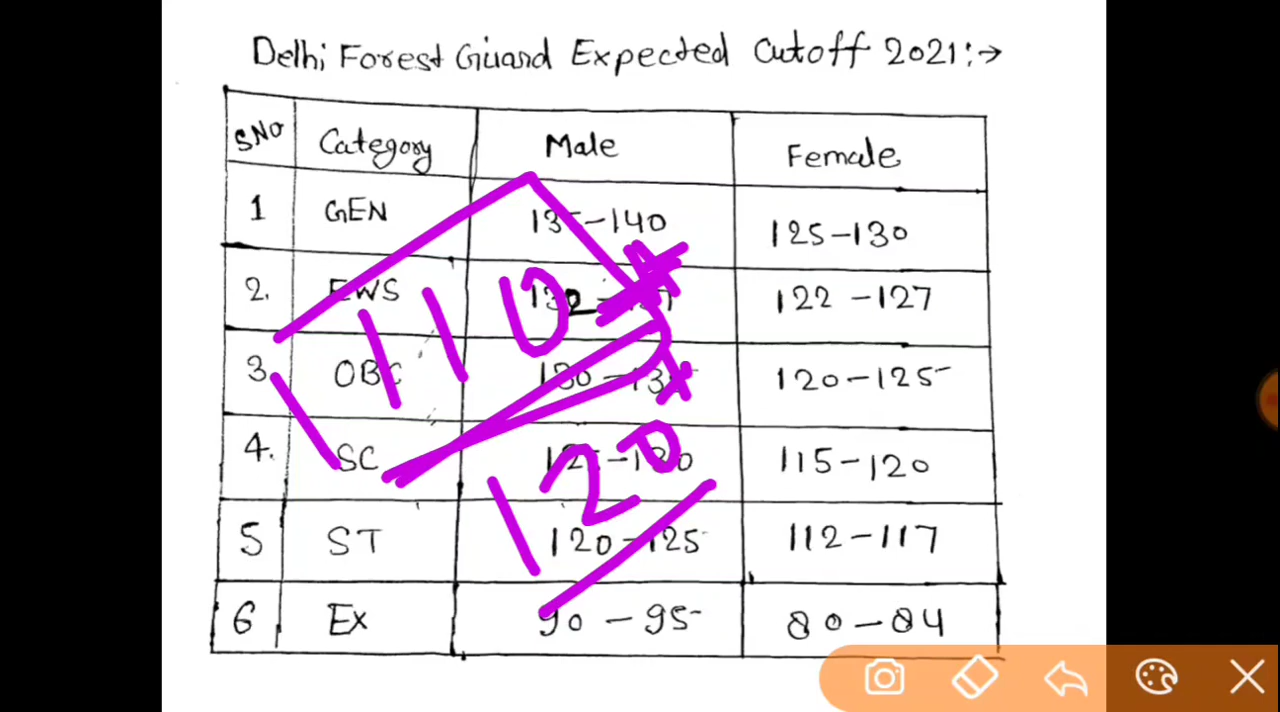 Delhi Forest Guard Expected Cutoff 2021:→
S.NO Category Male Female
1 GEN 135-140 125-130
2. EWS 122-127
3. OBC 120-125
4. SC 115-120
5 ST 120-125 112-117
6 Ex 90-95 80-84
110
120